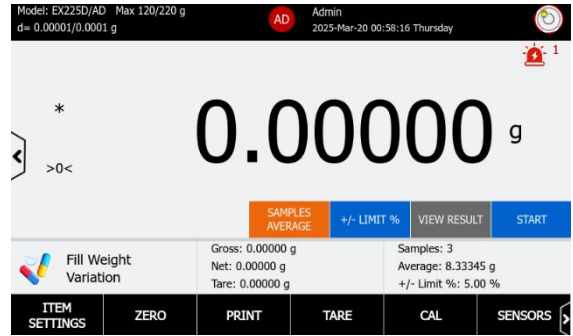 Model: EX225D/AD Max 120/220 g
d= 0.00001/0.0001 g
AD
Admin
2025-Mar-20 00:58:16 Thursday
1
*
0.00000 g
>0<
SAMPLES
AVERAGE
+/- LIMIT %
VIEW RESULT
START
Fill Weight
Variation
Gross: 0.00000 g
Net: 0.00000 g
Tare: 0.00000 g
Samples: 3
Average: 8.33345 g
+/- Limit %: 5.00 %
ITEM
SETTINGS
ZERO
PRINT
TARE
CAL
SENSORS